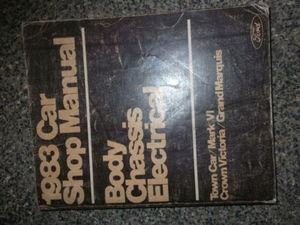 1983 Car
Shop Manual
Body
Chassis
Electrical
Town Car/Mark VI
Crown Victoria/Grand Marquis
Ford